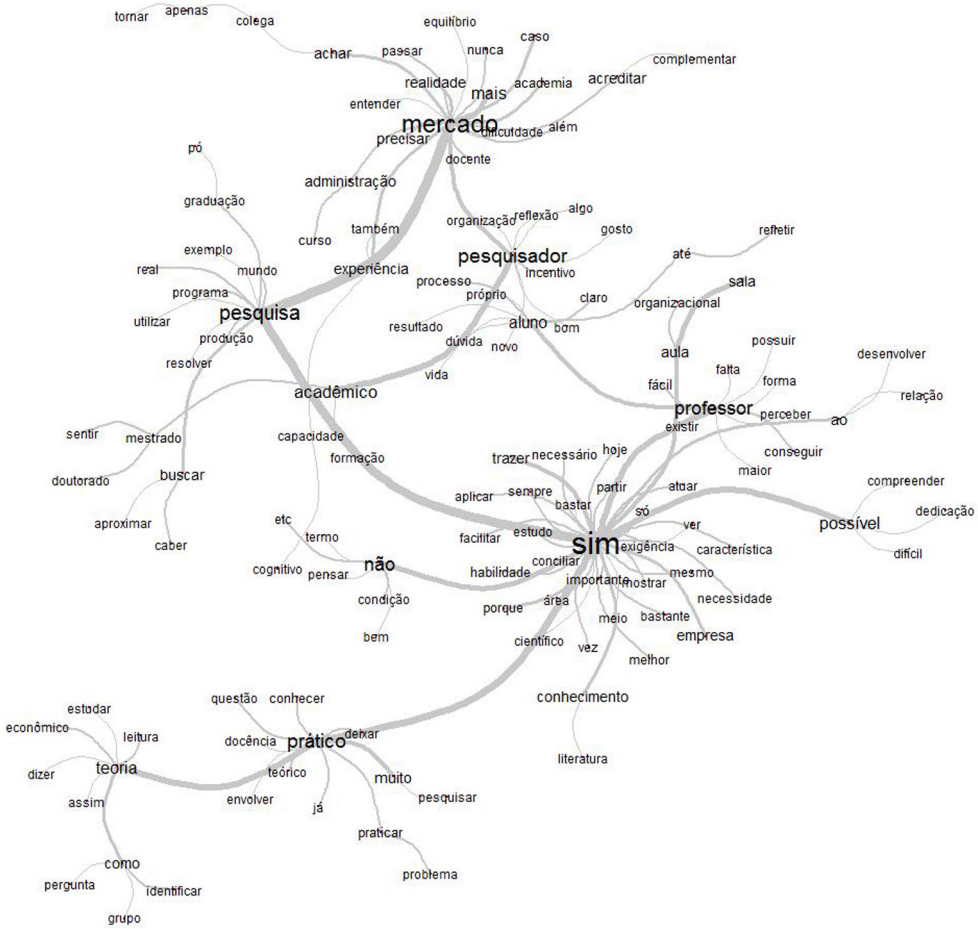 tornar
apenas
colega
achar
passar
equilíbrio
nunca
caso
complementar
realidade
mais
academia
acreditar
entender
mercado
dificuldade
além
precisar
docente
pró
administração
graduação
organização
reflexão
algo
curso
também
gosto
refletir
exemplo
pesquisador
até
real
mundo
experiência
incentivo
programa
processo
próprio
claro
sala
utilizar
pesquisa
resultado
aluno
bom
organizacional
produção
dúvida
novo
resolver
vida
aula
possuir
desenvolver
fácil
falta
forma
relação
acadêmico
professor
perceber
ao
existir
sentir
mestrado
capacidade
conseguir
doutorado
buscar
formação
trazer
necessário
hoje
maior
compreender
aproximar
aplicar
sempre
partir
atuar
bastar
dedicação
caber
etc
facilitar
estudo
só
ver
possível
termo
sim
exigência
característica
difícil
cognitivo
pensar
não
habilidade
conciliar
importante
mostrar
mesmo
condição
porque
área
necessidade
bem
científico
meio
bastante
vez
empresa
melhor
questão
conhecer
conhecimento
estudar
econômico
leitura
docência
prático
deixar
literatura
dizer
teoria
teórico
muito
assim
envolver
já
pesquisar
praticar
como
problema
pergunta
identificar
grupo